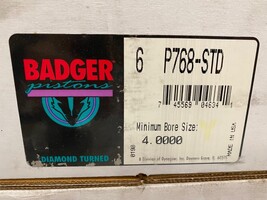 BADGER
pistons
DIAMOND TURNED
6 P768-STD
7 45569 04634 1
Minimum Bore Size:
4.0000
MADE IN USA